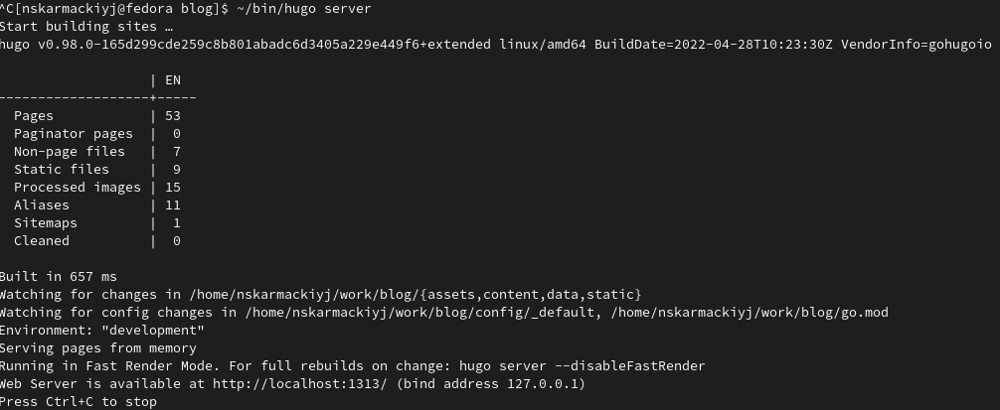 ^C[nskarmackiyj@fedora blog]$ ~/bin/hugo server
Start building sites …
hugo v0.98.0-165d299cde259c8b801abadc6d3405a229e449f6+extended linux/amd64 BuildDate=2022-04-28T10:23:30Z VendorInfo=gohugoio

                   | EN
-------------------+-----
  Pages            | 53
  Paginator pages  |  0
  Non-page files   |  7
  Static files     |  9
  Processed images | 15
  Aliases          | 11
  Sitemaps         |  1
  Cleaned          |  0

Built in 657 ms
Watching for changes in /home/nskarmackiyj/work/blog/{assets,content,data,static}
Watching for config changes in /home/nskarmackiyj/work/blog/config/_default, /home/nskarmackiyj/work/blog/go.mod
Environment: "development"
Serving pages from memory
Running in Fast Render Mode. For full rebuilds on change: hugo server --disableFastRender
Web Server is available at http://localhost:1313/ (bind address 127.0.0.1)
Press Ctrl+C to stop